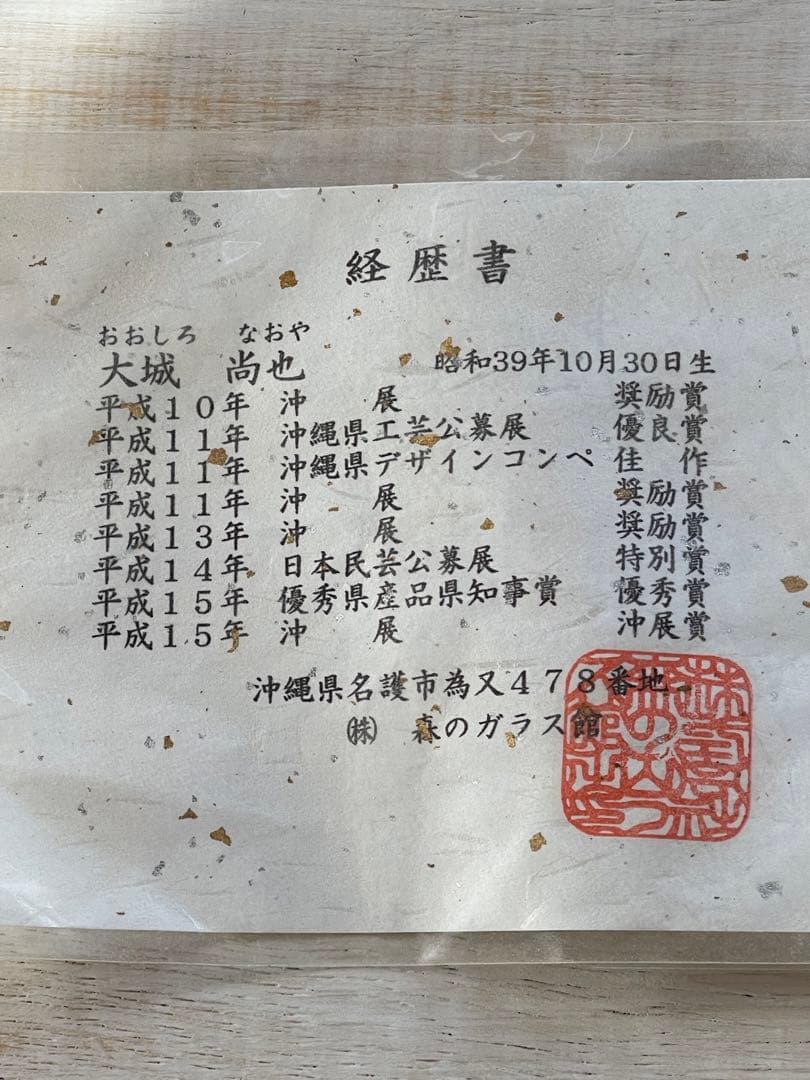 経歴書
おおしろ なおや
大城 尚也 昭和39年10月30日生
平成10年 沖 展 奨励賞
平成11年 沖縄県工芸公募展 優良賞
平成11年 沖縄県デザインコンペ 佳 作
平成11年 沖 展 奨励賞
平成13年 沖 展 奨励賞
平成14年 日本民芸公募展 特別賞
平成15年 優秀県産品県知事賞 優秀賞
平成15年 沖 展 沖展賞
沖縄県名護市為又478番地
㈱ 森のガラス館